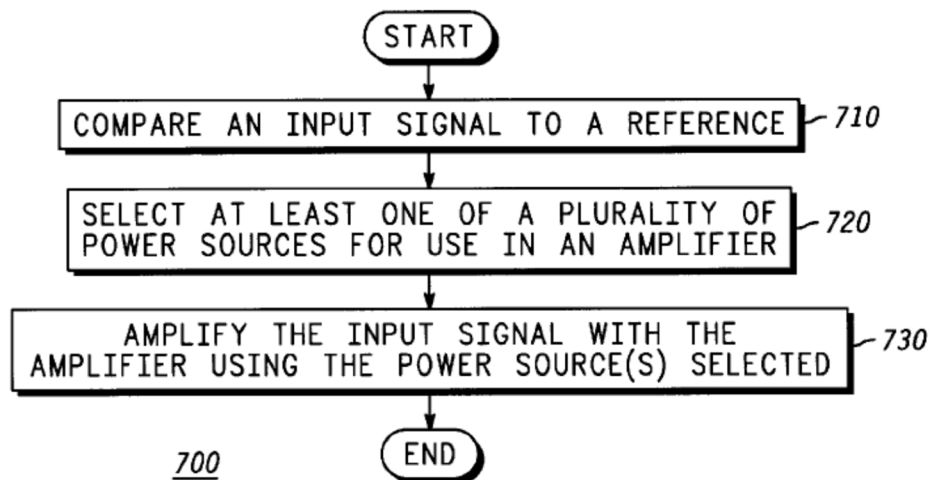 START
COMPARE AN INPUT SIGNAL TO A REFERENCE
710
SELECT AT LEAST ONE OF A PLURALITY OF
POWER SOURCES FOR USE IN AN AMPLIFIER
720
AMPLIFY THE INPUT SIGNAL WITH THE
AMPLIFIER USING THE POWER SOURCE(S) SELECTED
730
END
700